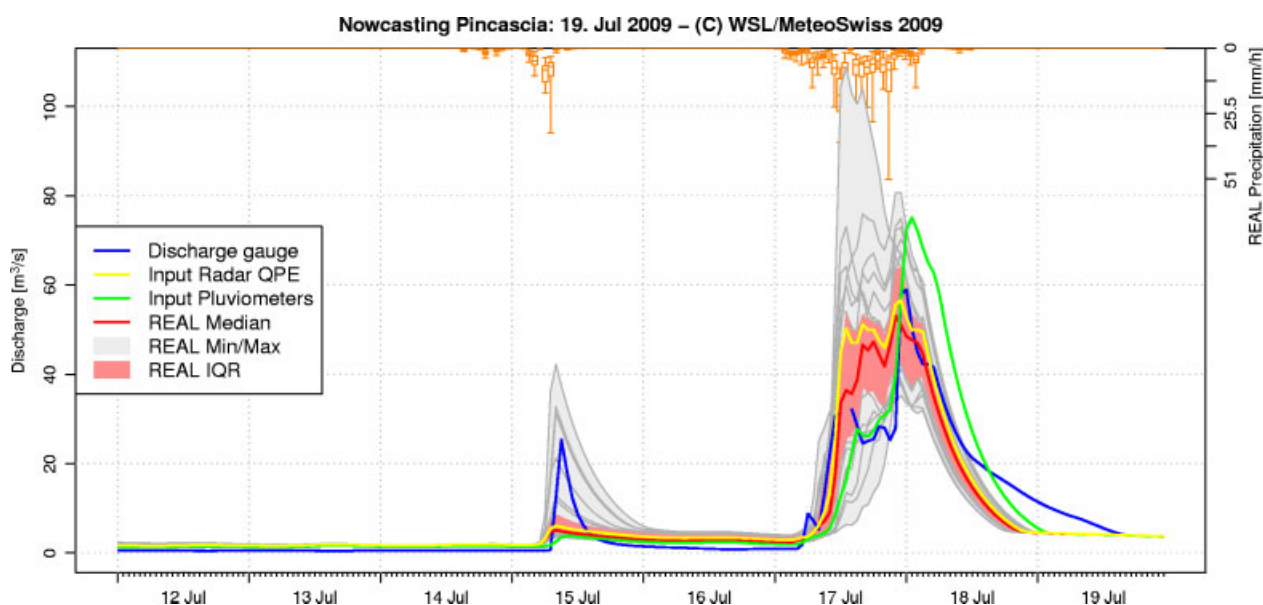 Nowcasting Pincascia: 19. Jul 2009 – (C) WSL/MeteoSwiss 2009
Discharge [m³/s]
100
80
60
40
20
0
Discharge gauge
Input Radar QPE
Input Pluviometers
REAL Median
REAL Min/Max
REAL IQR
0
25.5
51
REAL Precipitation [mm/h]
12 Jul 13 Jul 14 Jul 15 Jul 16 Jul 17 Jul 18 Jul 19 Jul